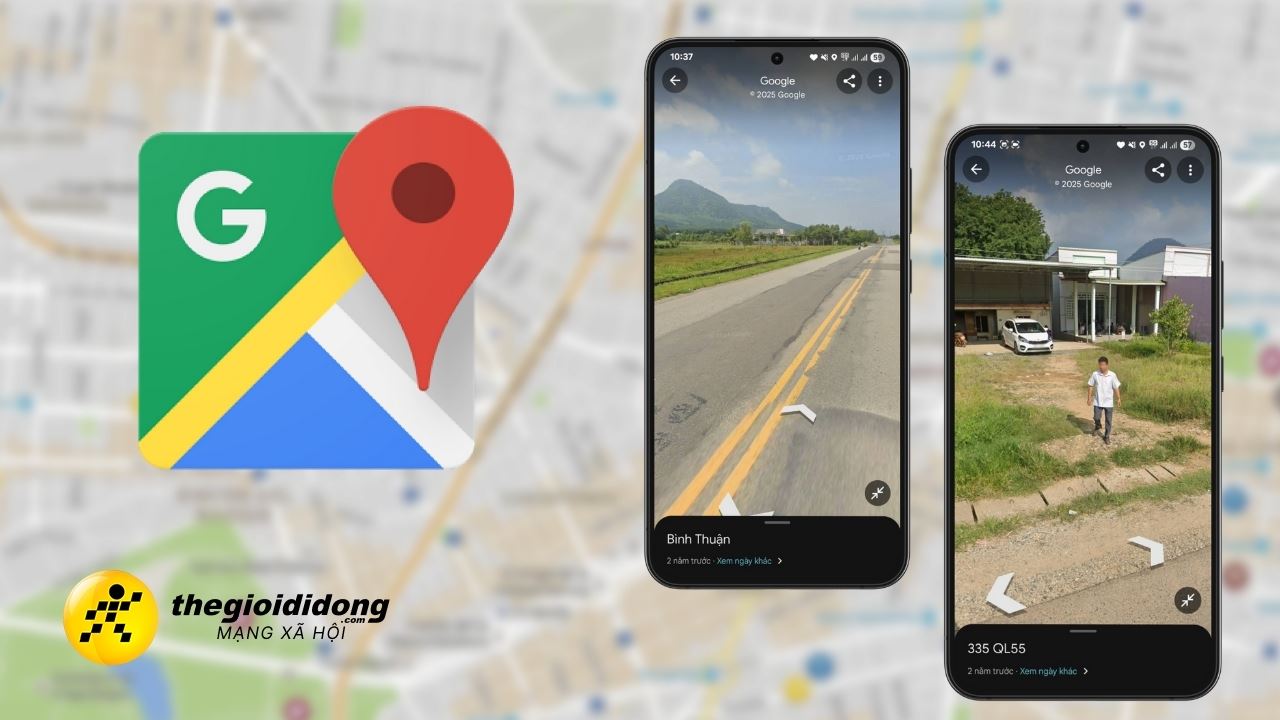 G
10:37
59
Google
© 2025 Google
Bình Thuận
2 năm trước · Xem ngày khác
10:44
57
Google
© 2025 Google
335 QL55
2 năm trước · Xem ngày khác
thegioididong
.com
MẠNG XÃ HỘI